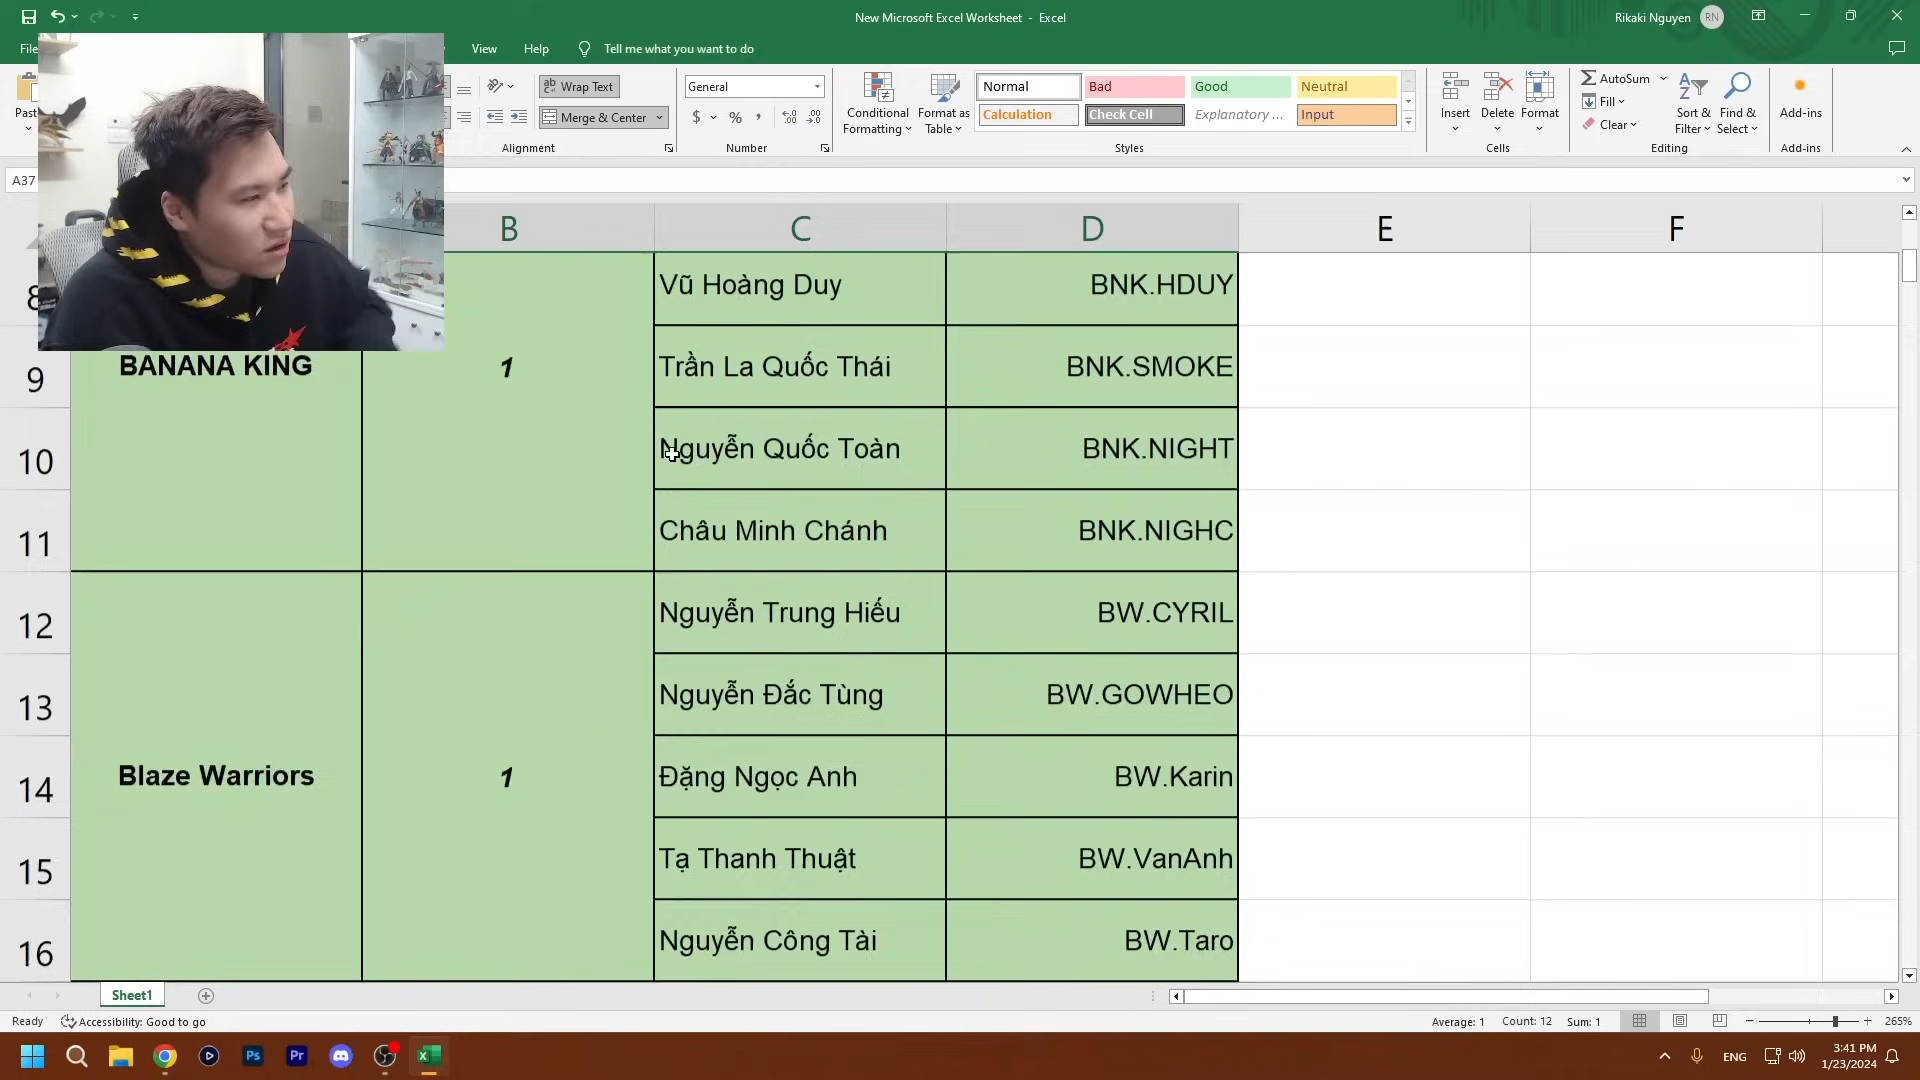 New Microsoft Excel Worksheet - Excel
Rikaki Nguyen RN
View Help Tell me what you want to do
Wrap Text
Merge & Center
Alignment
General
$ % ,
Number
Conditional Formatting
Format as Table
Normal Bad Good Neutral
Calculation Check Cell Explanatory ... Input
Styles
Insert Delete Format
Cells
AutoSum
Fill
Clear
Sort & Filter
Find & Select
Editing
Add-ins
Add-ins
A37
B C D E F
8 Vũ Hoàng Duy BNK.HDUY
9 BANANA KING 1 Trần La Quốc Thái BNK.SMOKE
10 Nguyễn Quốc Toàn BNK.NIGHT
11 Châu Minh Chánh BNK.NIGHC
12 Nguyễn Trung Hiếu BW.CYRIL
13 Nguyễn Đắc Tùng BW.GOWHEO
14 Blaze Warriors 1 Đặng Ngọc Anh BW.Karin
15 Tạ Thanh Thuật BW.VanAnh
16 Nguyễn Công Tài BW.Taro
Sheet1
Ready Accessibility: Good to go Average: 1 Count: 12 Sum: 1 265%
Ps Pr ENG 3:41 PM
1/23/2024